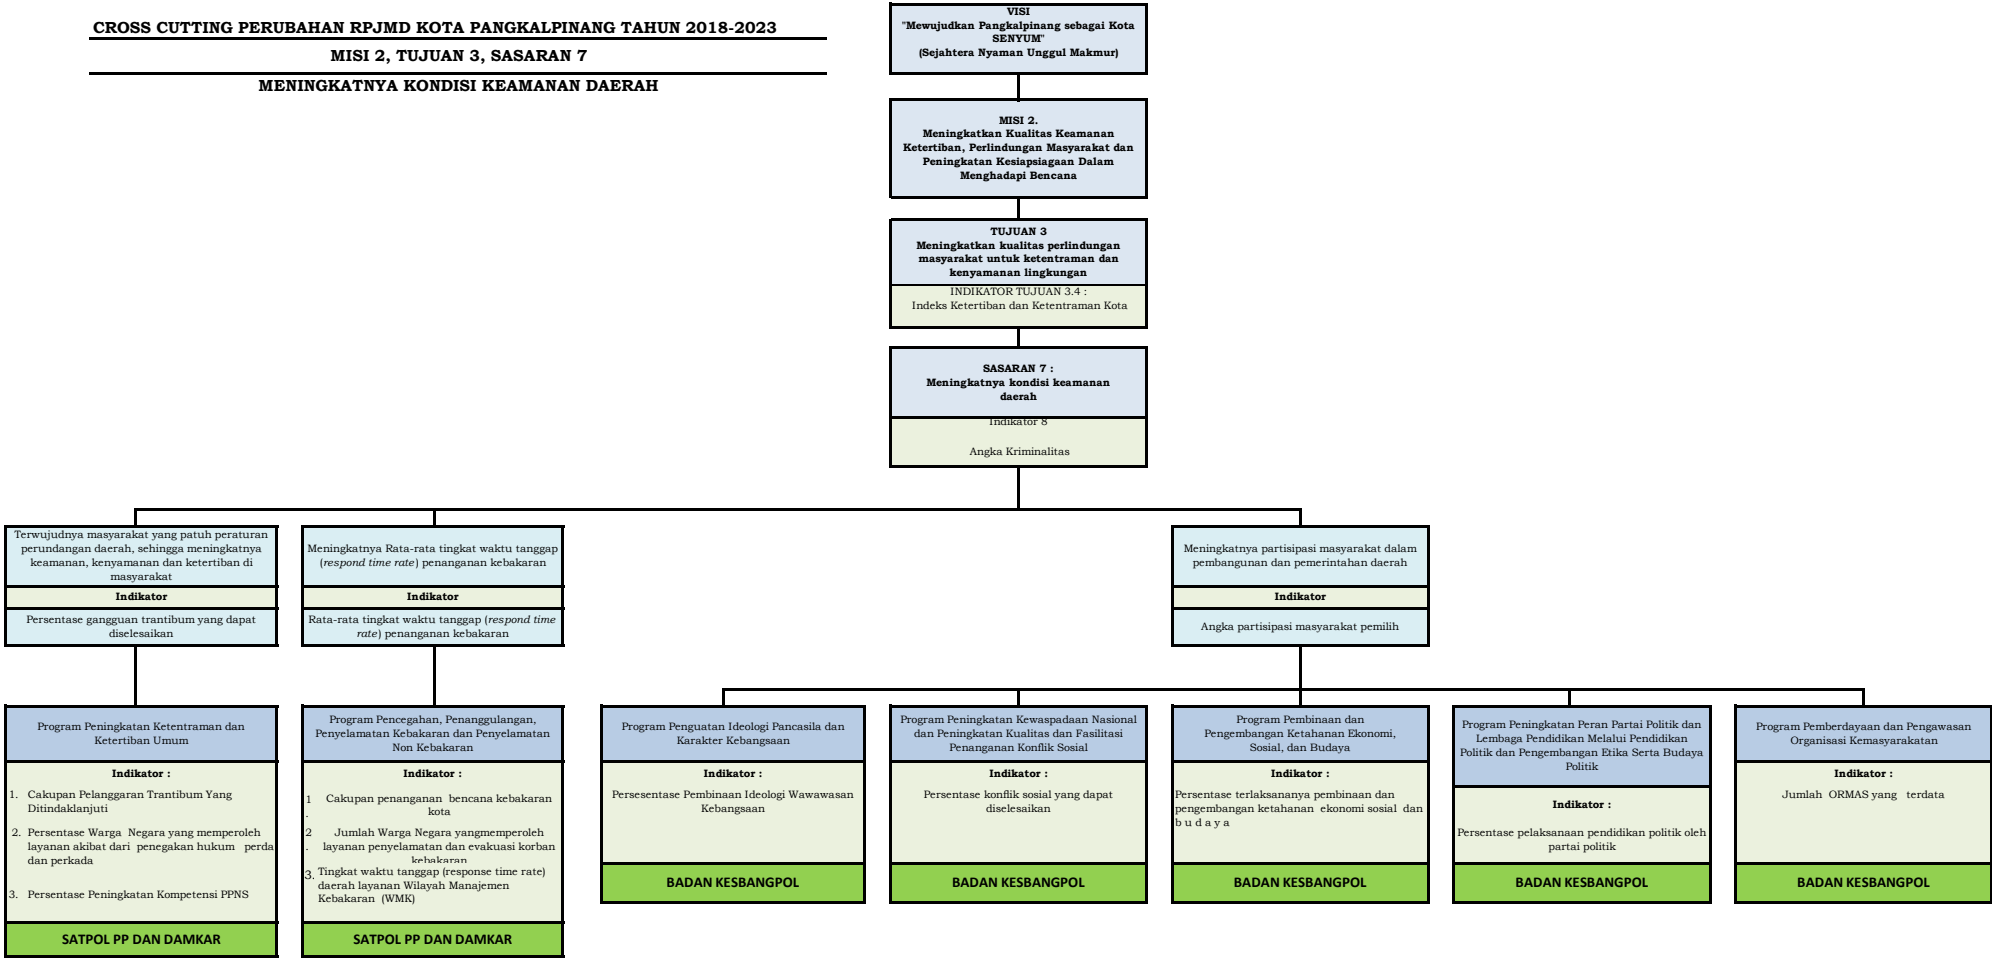 CROSS CUTTING PERUBAHAN RPJMD KOTA PANGKALPINANG TAHUN 2018-2023
MISI 2, TUJUAN 3, SASARAN 7
MENINGKATNYA KONDISI KEAMANAN DAERAH
VISI
"Mewujudkan Pangkalpinang sebagai Kota
SENYUM"
(Sejahtera Nyaman Unggul Makmur)
MISI 2.
Meningkatkan Kualitas Keamanan
Ketertiban, Perlindungan Masyarakat dan
Peningkatan Kesiapsiagaan Dalam
Menghadapi Bencana
TUJUAN 3
Meningkatkan kualitas perlindungan
masyarakat untuk ketentraman dan
kenyamanan lingkungan
INDIKATOR TUJUAN 3.4 :
Indeks Ketertiban dan Ketentraman Kota
SASARAN 7 :
Meningkatnya kondisi keamanan
daerah
Indikator 8
Angka Kriminalitas
Terwujudnya masyarakat yang patuh peraturan
perundangan daerah, sehingga meningkatnya
keamanan, kenyamanan dan ketertiban di
masyarakat
Indikator
Persentase gangguan trantibum yang dapat
diselesaikan
Meningkatnya Rata-rata tingkat waktu tanggap
(respond time rate) penanganan kebakaran
Indikator
Rata-rata tingkat waktu tanggap (respond time
rate) penanganan kebakaran
Meningkatnya partisipasi masyarakat dalam
pembangunan dan pemerintahan daerah
Indikator
Angka partisipasi masyarakat pemilih
Program Peningkatan Ketentraman dan
Ketertiban Umum
Indikator :
1. Cakupan Pelanggaran Trantibum Yang
Ditindaklanjuti
2. Persentase Warga Negara yang memperoleh
layanan akibat dari penegakan hukum perda
dan perkada
3. Persentase Peningkatan Kompetensi PPNS
SATPOL PP DAN DAMKAR
Program Pencegahan, Penanggulangan,
Penyelamatan Kebakaran dan Penyelamatan
Non Kebakaran
Indikator :
1 Cakupan penanganan bencana kebakaran
. kota
2 Jumlah Warga Negara yangmemperoleh
. layanan penyelamatan dan evakuasi korban
kebakaran
3. Tingkat waktu tanggap (response time rate)
daerah layanan Wilayah Manajemen
Kebakaran (WMK)
SATPOL PP DAN DAMKAR
Program Penguatan Ideologi Pancasila dan
Karakter Kebangsaan
Indikator :
Persesentase Pembinaan Ideologi Wawawasan
Kebangsaan
BADAN KESBANGPOL
Program Peningkatan Kewaspadaan Nasional
dan Peningkatan Kualitas dan Fasilitasi
Penanganan Konflik Sosial
Indikator :
Persentase konflik sosial yang dapat
diselesaikan
BADAN KESBANGPOL
Program Pembinaan dan
Pengembangan Ketahanan Ekonomi,
Sosial, dan Budaya
Indikator :
Persentase terlaksananya pembinaan dan
pengembangan ketahanan ekonomi sosial dan
b u d a y a
BADAN KESBANGPOL
Program Peningkatan Peran Partai Politik dan
Lembaga Pendidikan Melalui Pendidikan
Politik dan Pengembangan Etika Serta Budaya
Politik
Indikator :
Persentase pelaksanaan pendidikan politik oleh
partai politik
BADAN KESBANGPOL
Program Pemberdayaan dan Pengawasan
Organisasi Kemasyarakatan
Indikator :
Jumlah ORMAS yang terdata
BADAN KESBANGPOL